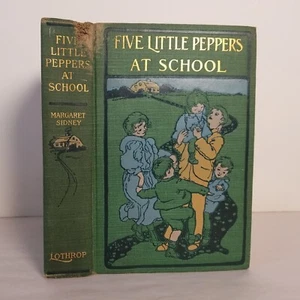 FIVE
LITTLE
PEPPERS
AT
SCHOOL
MARGARET
SIDNEY
LOTHROP
FIVE LITTLE PEPPERS
AT SCHOOL